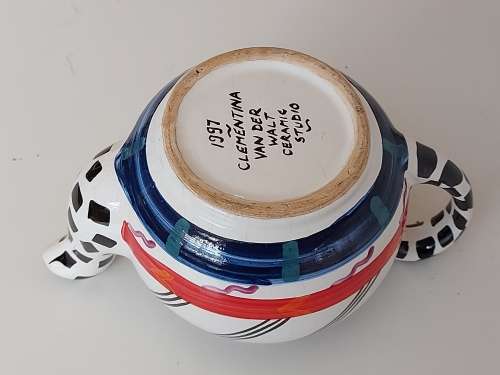 1997
CLEMENTINA
VAN DER
WALT
CERAMIC
STUDIO